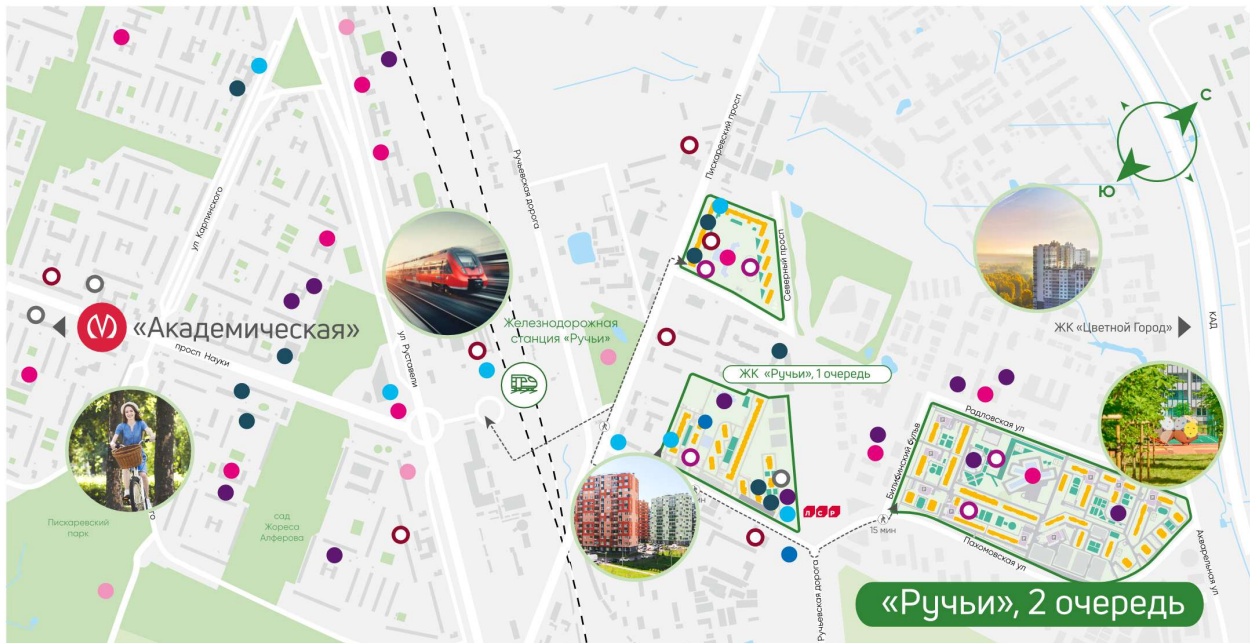 Пискаревский просп
С
Ю
Ручьевская дорога
ул Карпинского
Северный просп
КАД
«Академическая»
Железнодорожная
станция «Ручьи»
ЖК «Цветной Город»
просп Науки
ул Руставели
ЖК «Ручьи», 1 очередь
Радловская ул
Билибинский бульв
ЛСР
15 мин
Пискаревский
парк
сад
Жореса
Алферова
Пахомовская ул
Акварельная ул
Ручьевская дорога
«Ручьи», 2 очередь